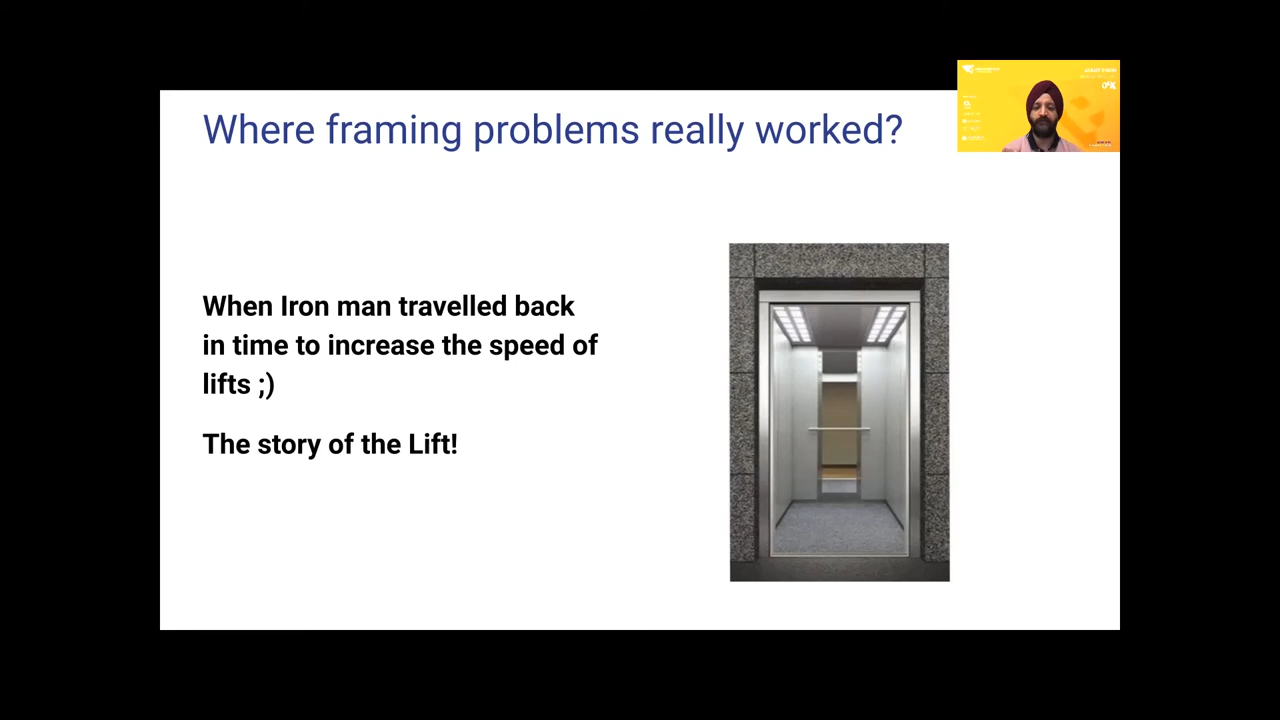 Where framing problems really worked?
When Iron man travelled back
in time to increase the speed of
lifts ;)
The story of the Lift!